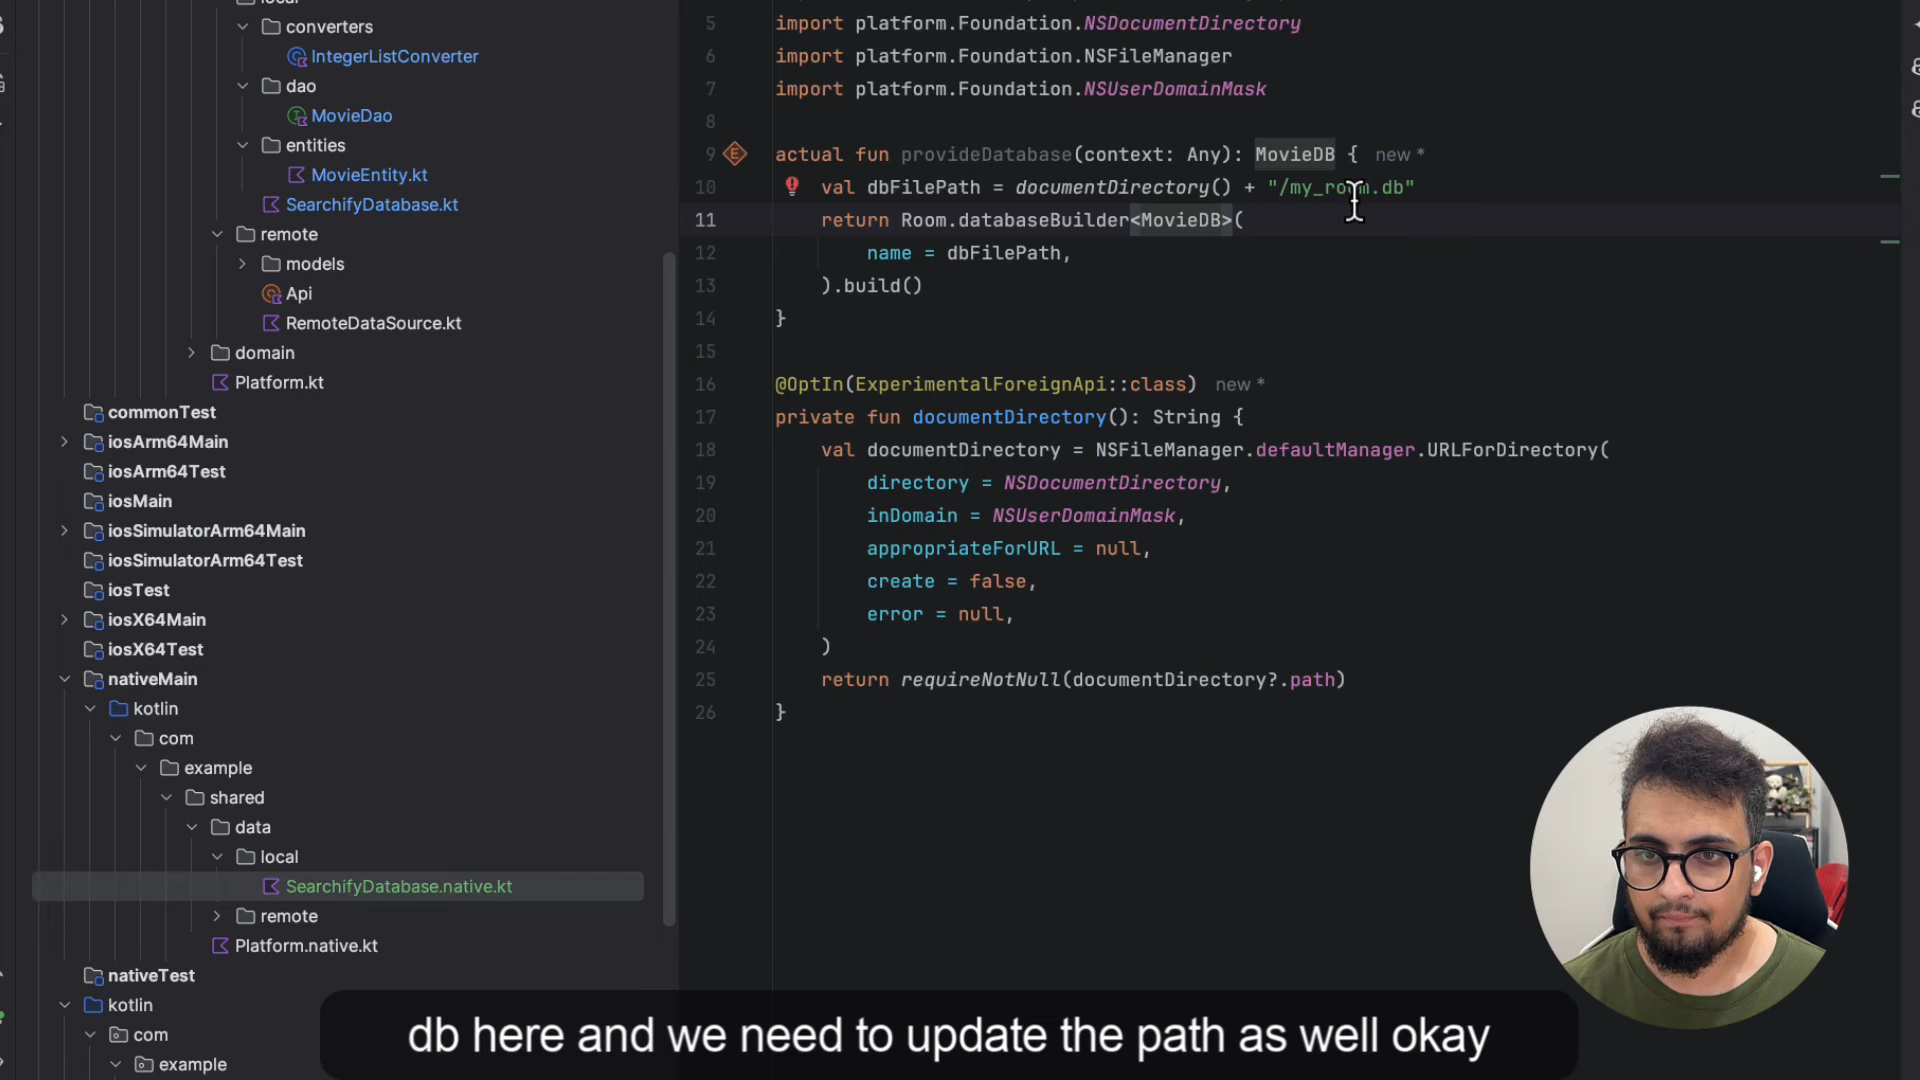 local
converters
IntegerListConverter
dao
MovieDao
entities
MovieEntity.kt
SearchifyDatabase.kt
remote
models
Api
RemoteDataSource.kt
domain
Platform.kt
commonTest
iosArm64Main
iosArm64Test
iosMain
iosSimulatorArm64Main
iosSimulatorArm64Test
iosTest
iosX64Main
iosX64Test
nativeMain
kotlin
com
example
shared
data
local
SearchifyDatabase.native.kt
remote
Platform.native.kt
nativeTest
kotlin
com
example
5 import platform.Foundation.NSDocumentDirectory
6 import platform.Foundation.NSFileManager
7 import platform.Foundation.NSUserDomainMask
8
9 actual fun provideDatabase(context: Any): MovieDB { new *
10 val dbFilePath = documentDirectory() + "/my_room.db"
11 return Room.databaseBuilder<MovieDB>(
12 name = dbFilePath,
13 ).build()
14 }
15
16 @OptIn(ExperimentalForeignApi::class) new *
17 private fun documentDirectory(): String {
18 val documentDirectory = NSFileManager.defaultManager.URLForDirectory(
19 directory = NSDocumentDirectory,
20 inDomain = NSUserDomainMask,
21 appropriateForURL = null,
22 create = false,
23 error = null,
24 )
25 return requireNotNull(documentDirectory?.path)
26 }
db here and we need to update the path as well okay